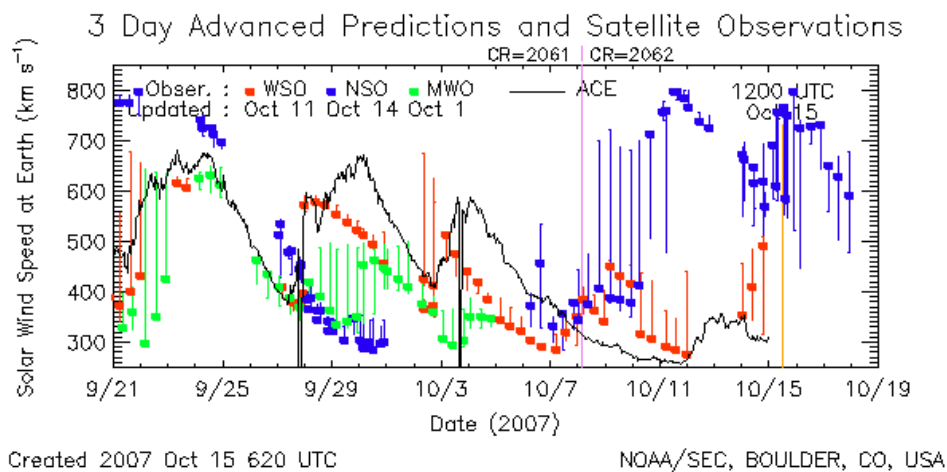 3 Day Advanced Predictions and Satellite Observations
CR=2061 CR=2062
Solar Wind Speed at Earth (km s⁻¹)
800
700
600
500
400
300
Obser. : WSO NSO MWO ACE
Updated : Oct 11 Oct 14 Oct 1
1200 UTC
Oct 15
9/21 9/25 9/29 10/3 10/7 10/11 10/15 10/19
Date (2007)
Created 2007 Oct 15 620 UTC NOAA/SEC, BOULDER, CO, USA